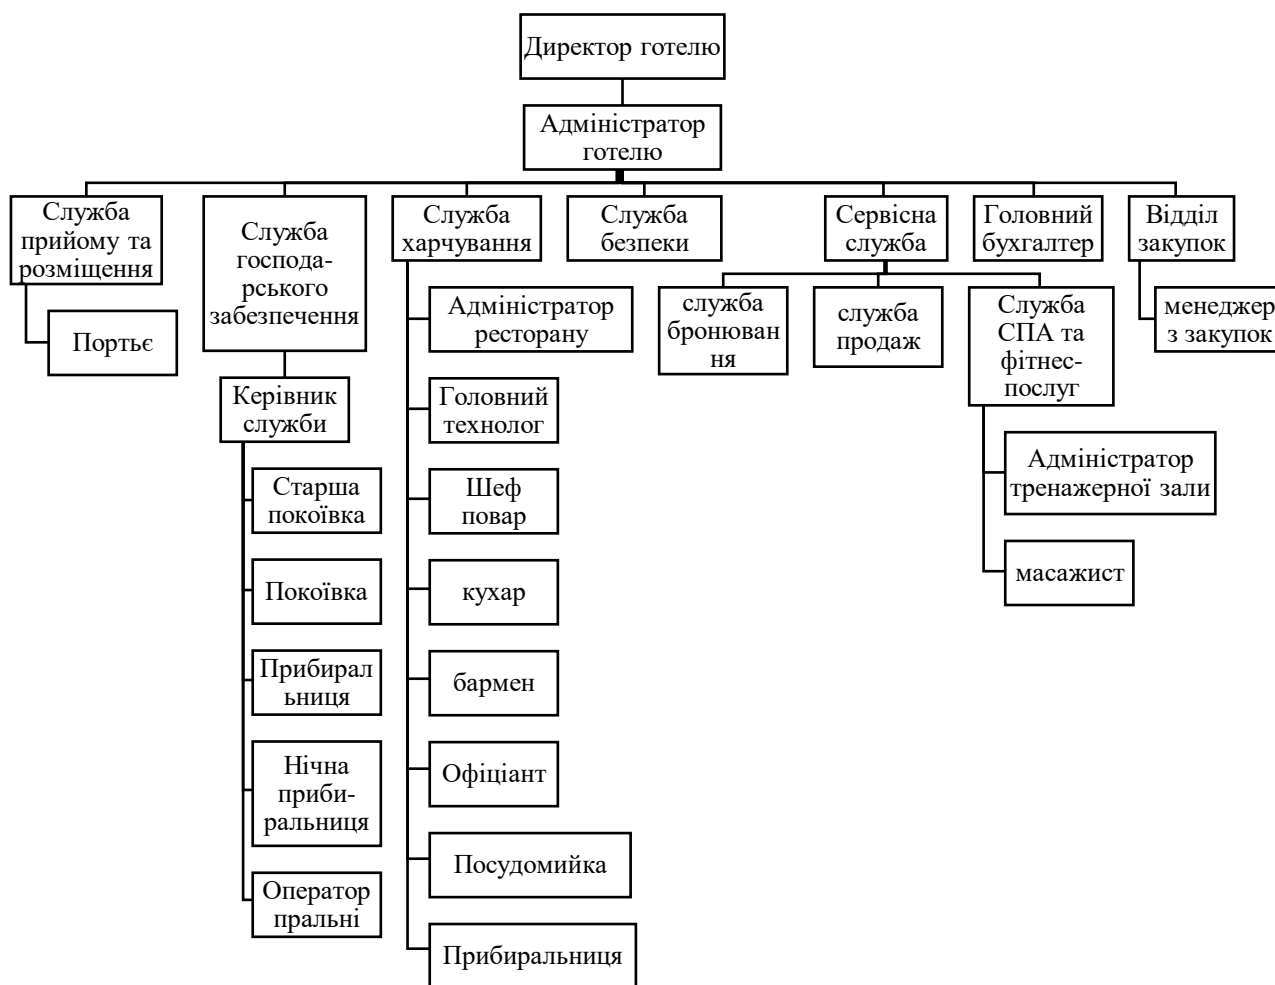 Директор готелю
Адміністратор
готелю
Служба
прийому та
розміщення
Портьє
Служба
господа-
рського
забезпечення
Керівник
служби
Старша
покоївка
Покоївка
Прибирал
ьниця
Нічна
приби-
ральниця
Оператор
пральні
Служба
харчування
Адміністратор
ресторану
Головний
технолог
Шеф
повар
кухар
бармен
Офіціант
Посудомийка
Прибиральниця
Служба
безпеки
Сервісна
служба
служба
бронюван
ня
служба
продаж
Служба
СПА та
фітнес-
послуг
Адміністратор
тренажерної зали
масажист
Головний
бухгалтер
Відділ
закупок
менеджер
з закупок